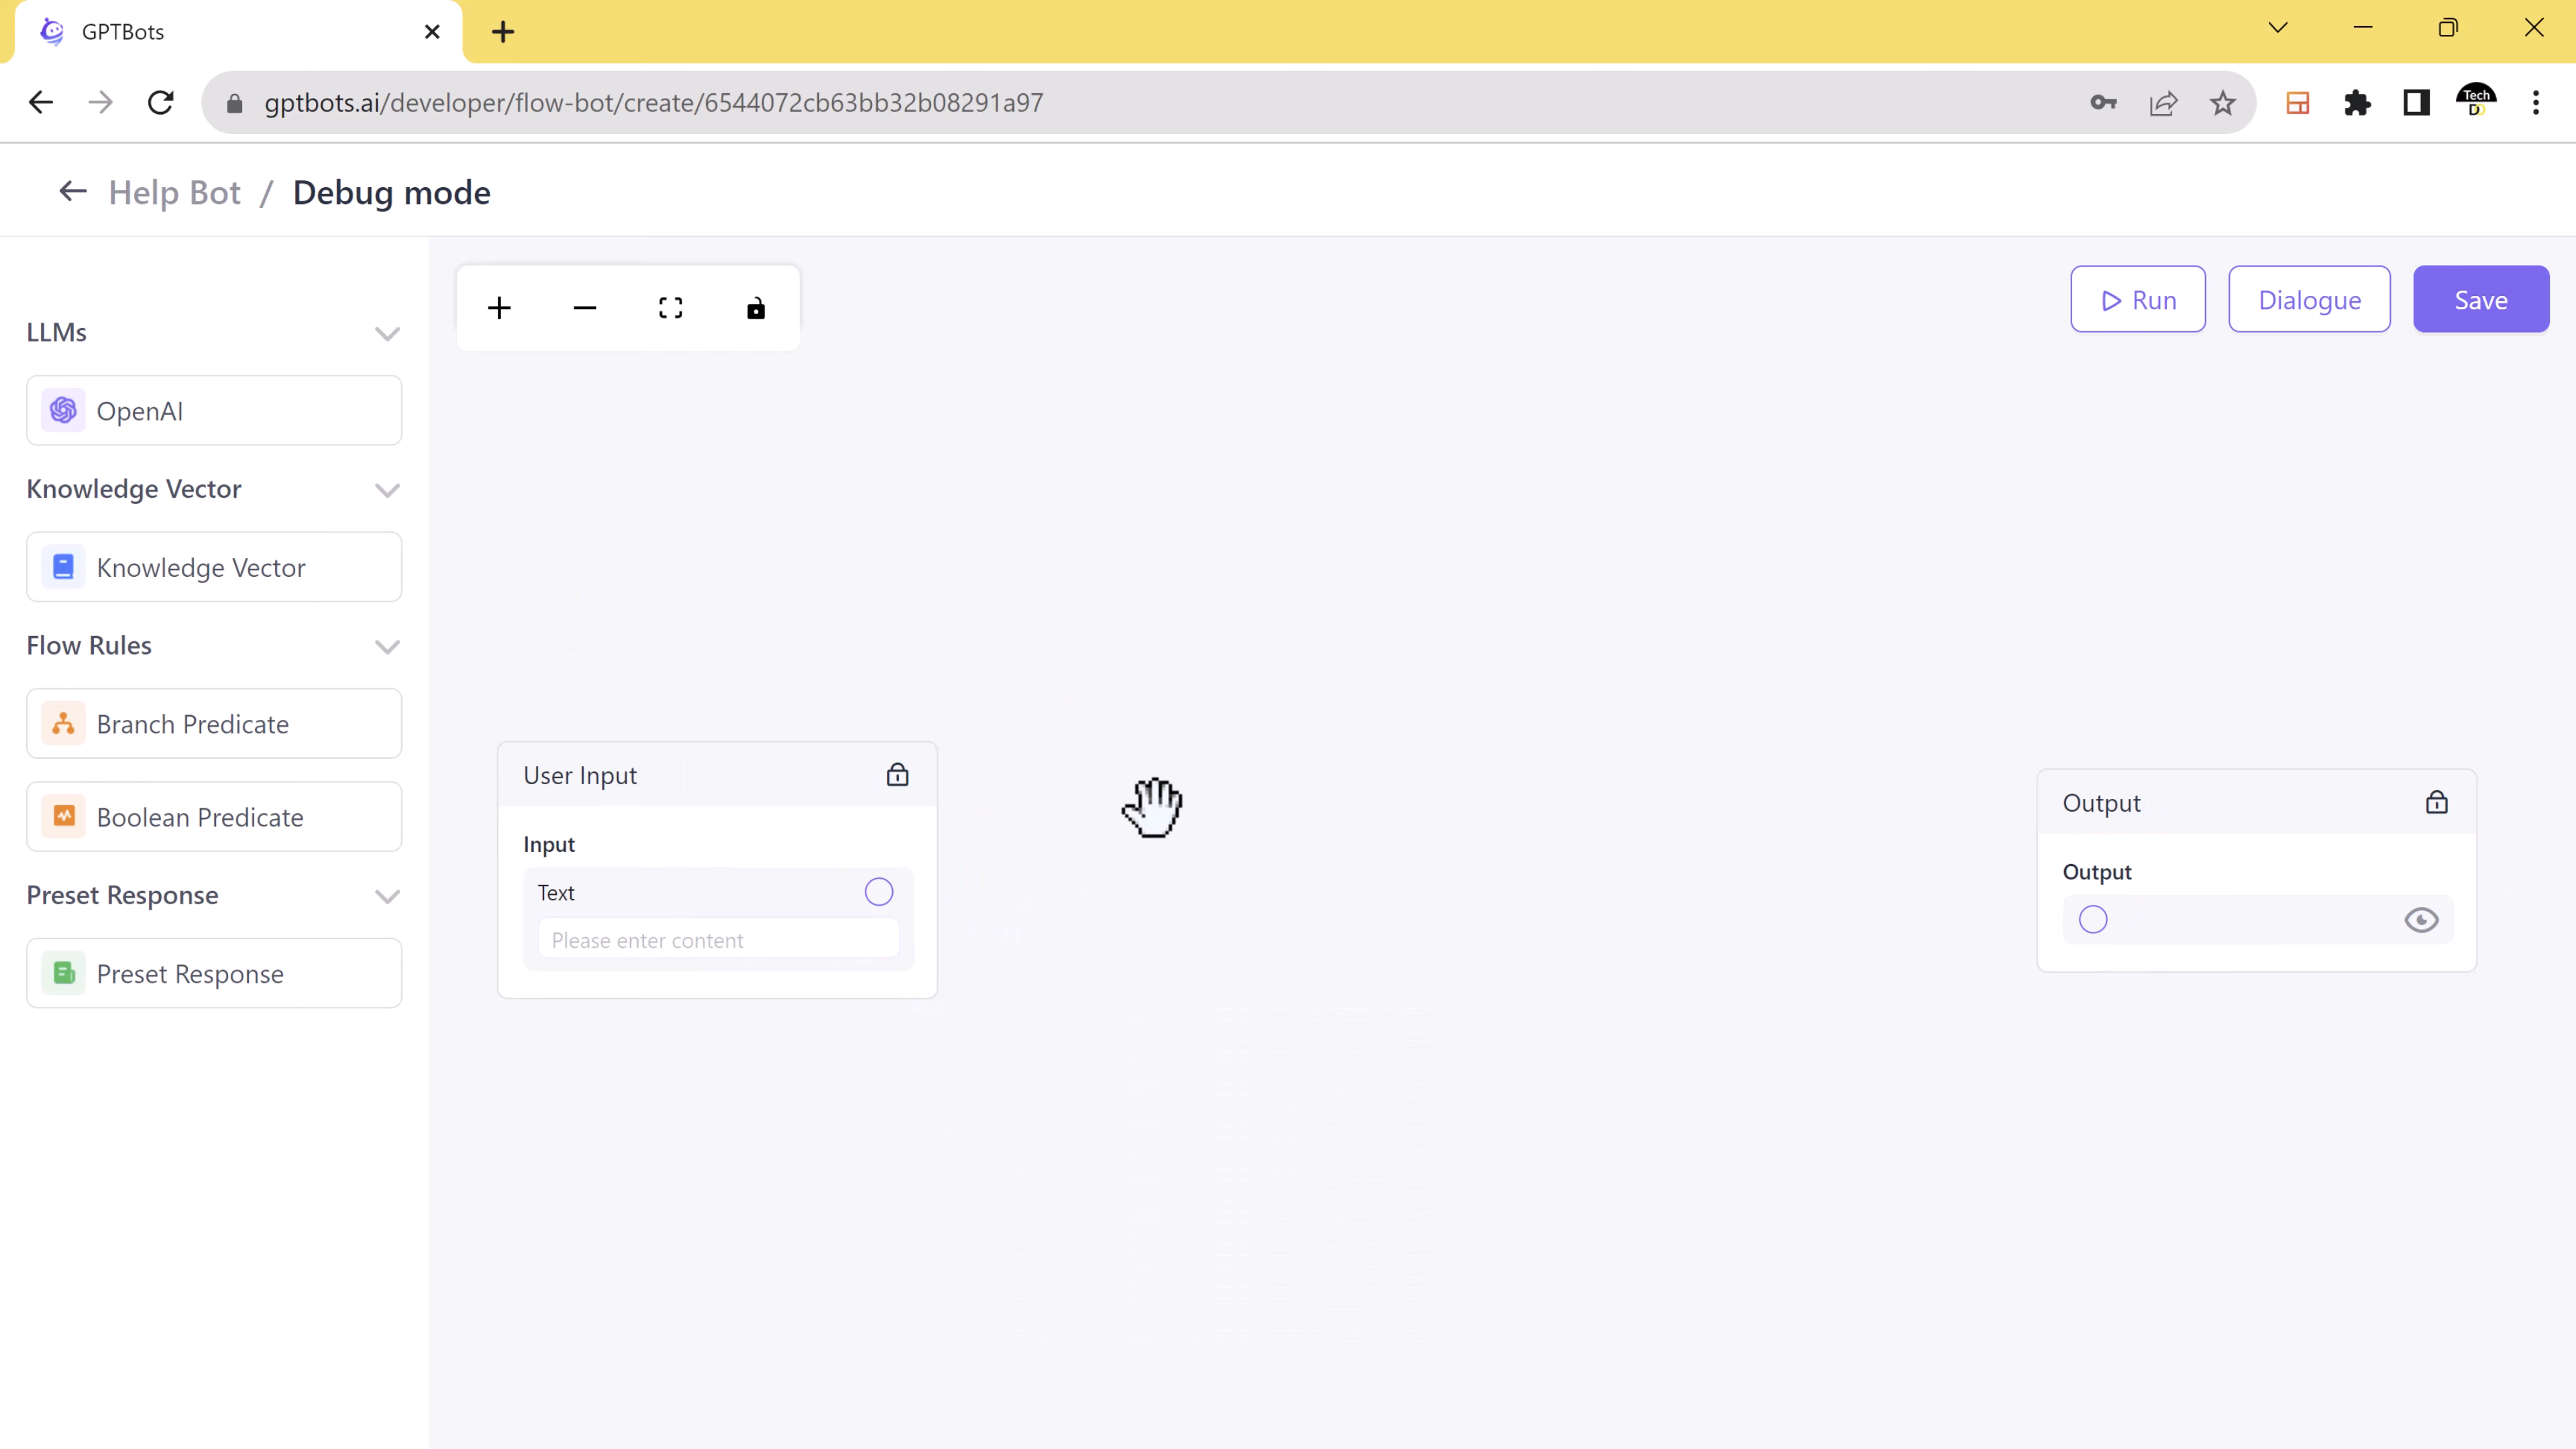 GPTBots
gptbots.ai/developer/flow-bot/create/6544072cb63bb32b08291a97
Tech
D
Help Bot / Debug mode
Run
Dialogue
Save
LLMs
OpenAI
Knowledge Vector
Knowledge Vector
Flow Rules
Branch Predicate
Boolean Predicate
Preset Response
Preset Response
User Input
Input
Text
Please enter content
Output
Output